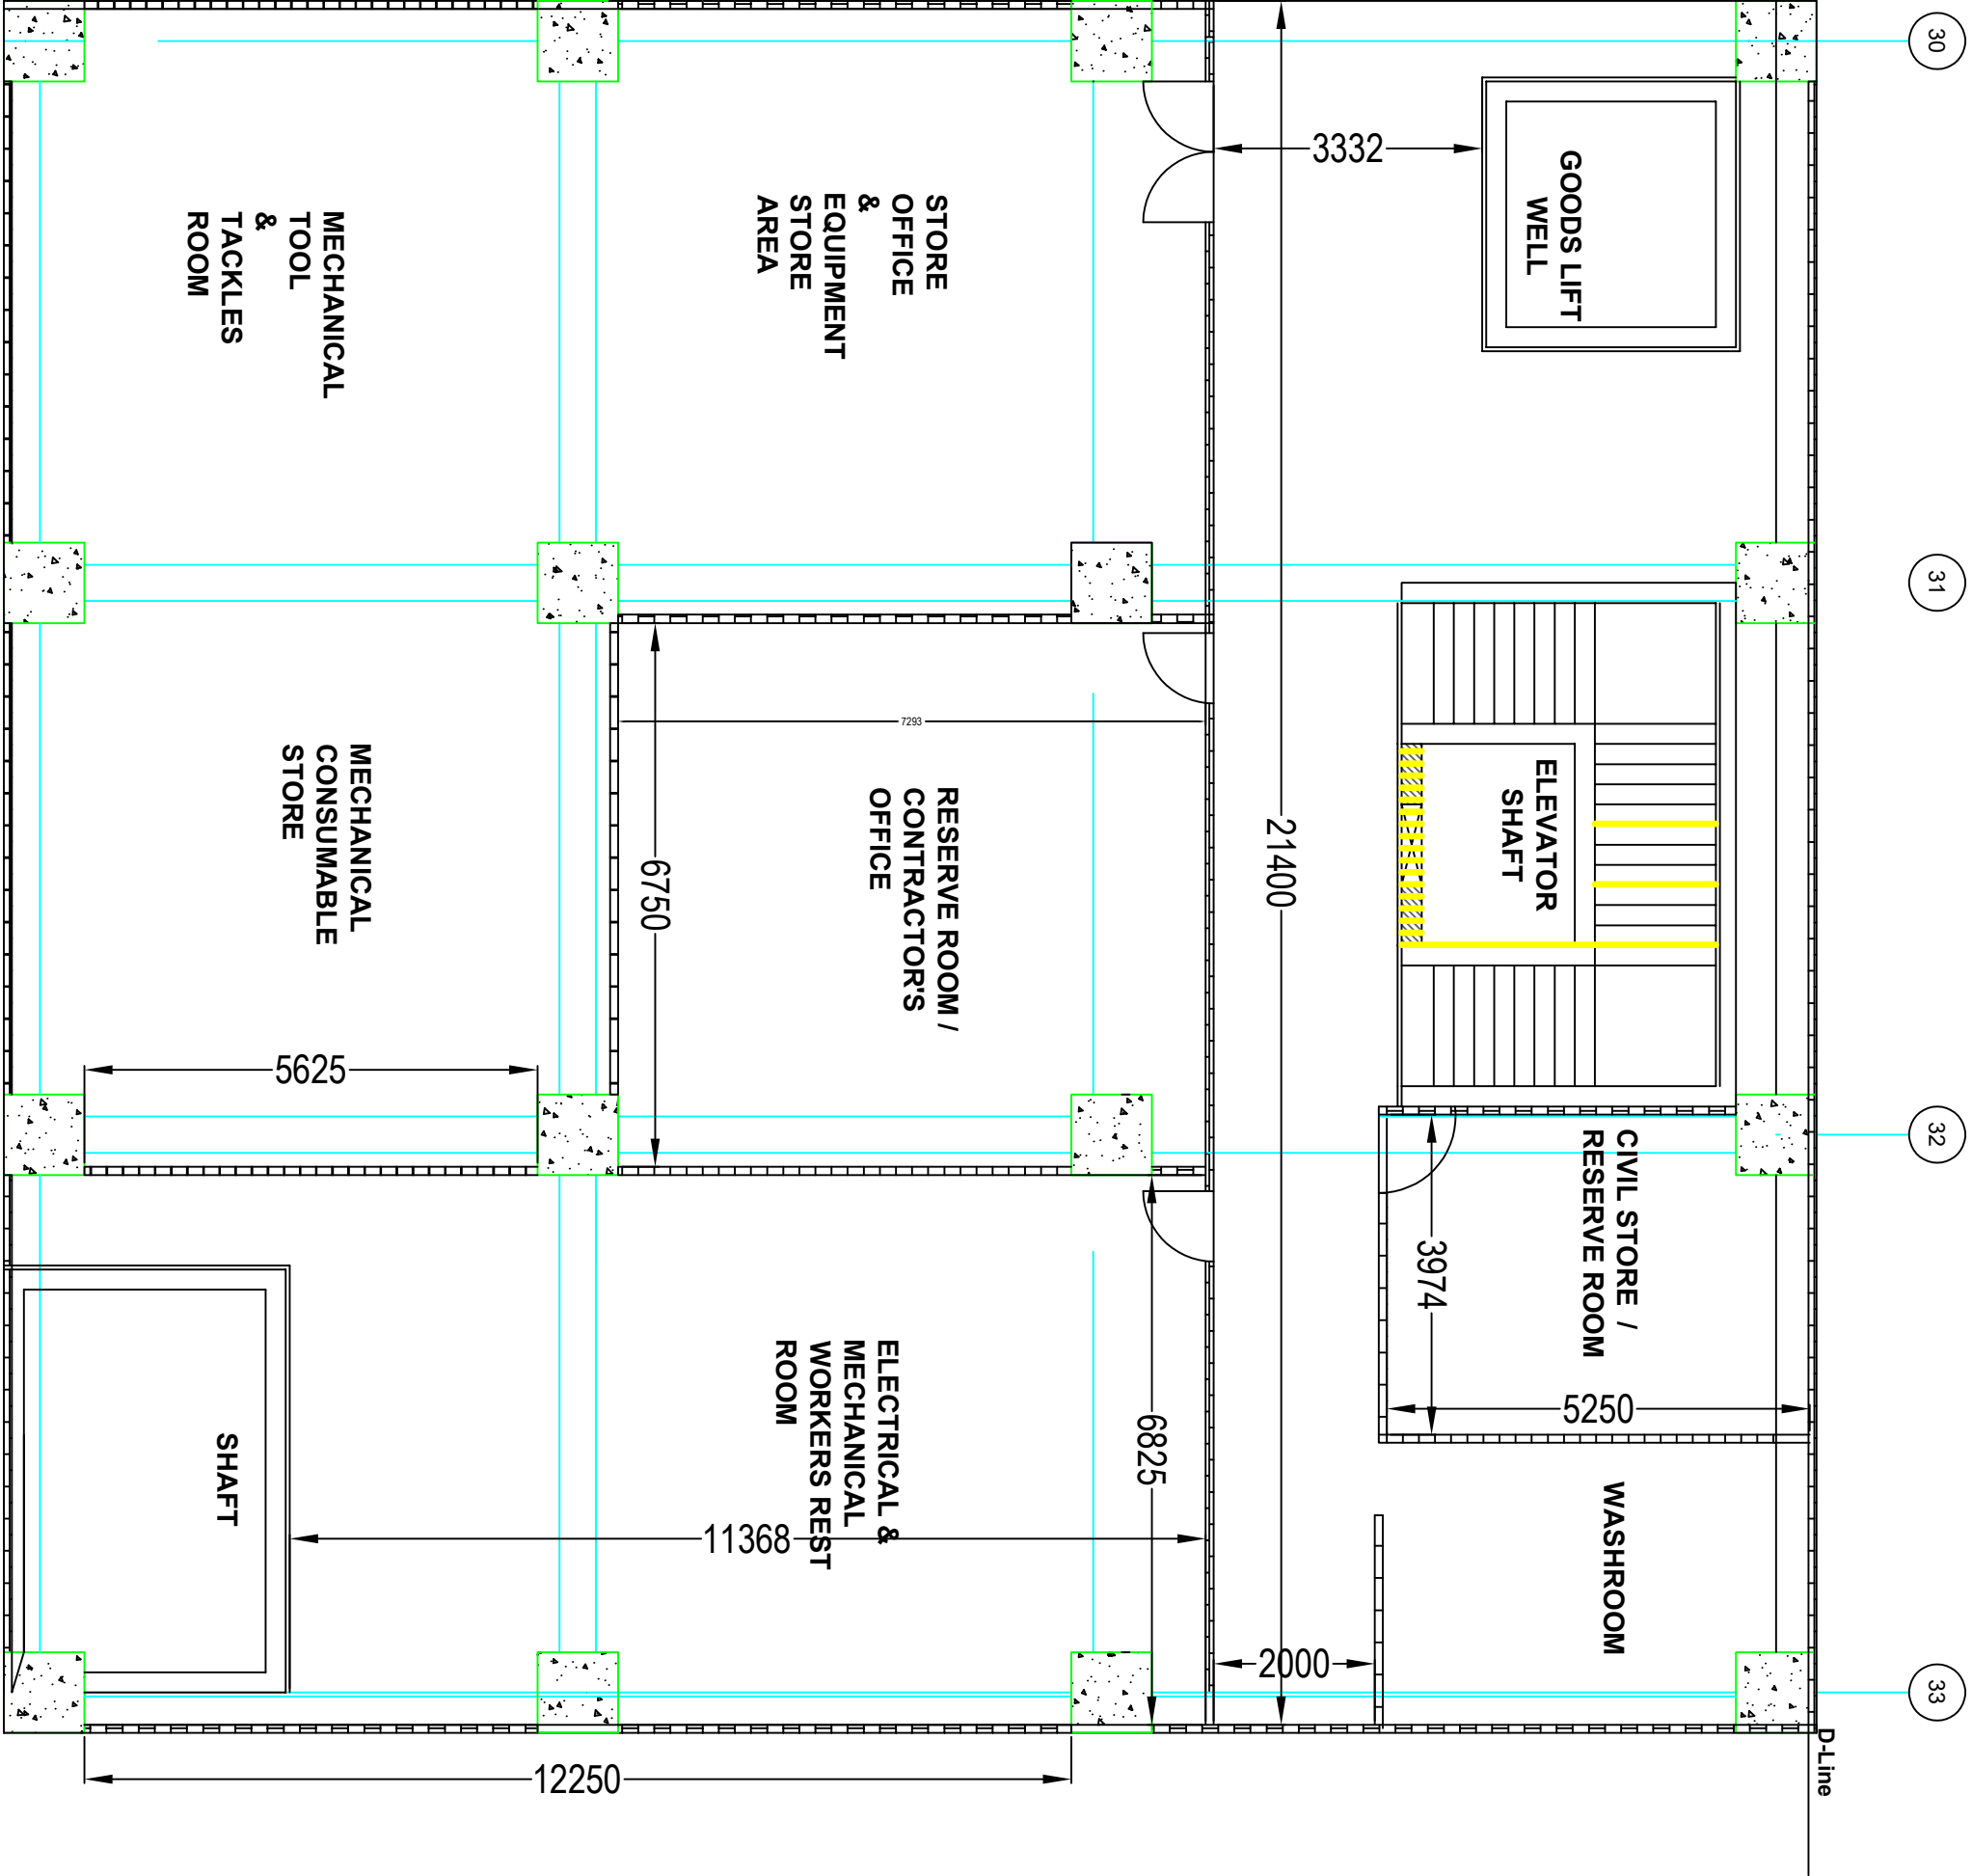 30
3332
GOODS LIFT
WELL
STORE
OFFICE
&
EQUIPMENT
STORE
AREA
MECHANICAL
TOOL
&
TACKLES
ROOM
31
ELEVATOR
SHAFT
21400
7293
RESERVE ROOM /
CONTRACTOR'S
OFFICE
6750
MECHANICAL
CONSUMABLE
STORE
5625
32
CIVIL STORE /
RESERVE ROOM
3974
5250
6825
ELECTRICAL &
MECHANICAL
WORKERS REST
ROOM
SHAFT
11368
WASHROOM
2000
33
D-Line
12250